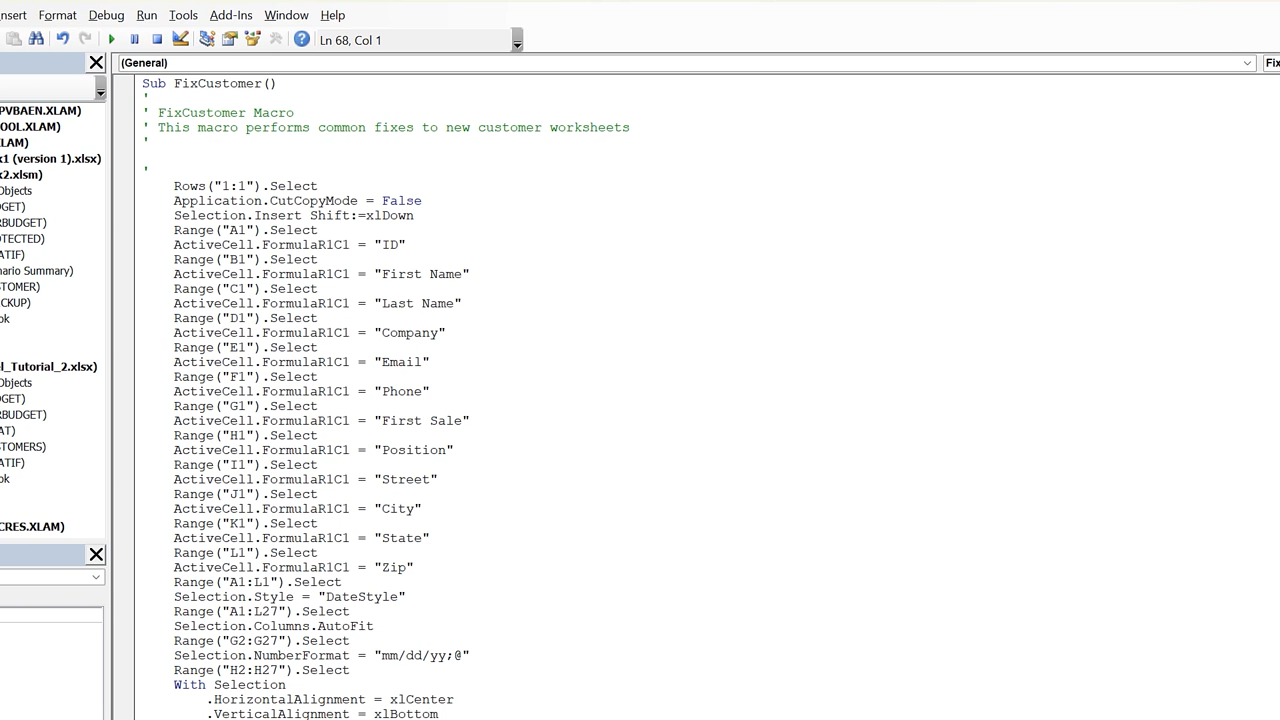 nsert Format Debug Run Tools Add-Ins Window Help
Ln 68, Col 1
(General)
Fix
PVBAEN.XLAM)
OOL.XLAM)
XLAM)
x1 (version 1).xlsx)
x2.xlsm)
Objects
GET)
RBUDGET)
OTECTED)
ATIF)
nario Summary)
STOMER)
CKUP)
ok
el_Tutorial_2.xlsx)
Objects
GET)
RBUDGET)
AT)
STOMERS)
ATIF)
ok
CRES.XLAM)
Sub FixCustomer()
'
' FixCustomer Macro
' This macro performs common fixes to new customer worksheets
'
'
Rows("1:1").Select
Application.CutCopyMode = False
Selection.Insert Shift:=xlDown
Range("A1").Select
ActiveCell.FormulaR1C1 = "ID"
Range("B1").Select
ActiveCell.FormulaR1C1 = "First Name"
Range("C1").Select
ActiveCell.FormulaR1C1 = "Last Name"
Range("D1").Select
ActiveCell.FormulaR1C1 = "Company"
Range("E1").Select
ActiveCell.FormulaR1C1 = "Email"
Range("F1").Select
ActiveCell.FormulaR1C1 = "Phone"
Range("G1").Select
ActiveCell.FormulaR1C1 = "First Sale"
Range("H1").Select
ActiveCell.FormulaR1C1 = "Position"
Range("I1").Select
ActiveCell.FormulaR1C1 = "Street"
Range("J1").Select
ActiveCell.FormulaR1C1 = "City"
Range("K1").Select
ActiveCell.FormulaR1C1 = "State"
Range("L1").Select
ActiveCell.FormulaR1C1 = "Zip"
Range("A1:L1").Select
Selection.Style = "DateStyle"
Range("A1:L27").Select
Selection.Columns.AutoFit
Range("G2:G27").Select
Selection.NumberFormat = "mm/dd/yy;@"
Range("H2:H27").Select
With Selection
.HorizontalAlignment = xlCenter
.VerticalAlignment = xlBottom